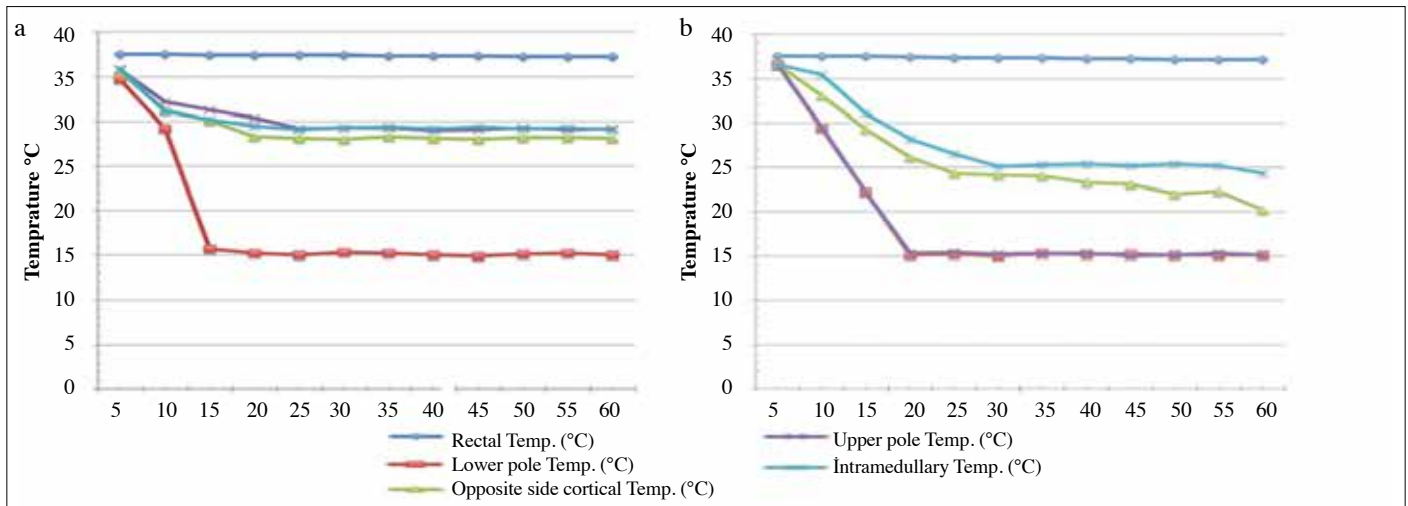 a
40
35
30
25
20
15
10
5
0
Temprature °C
5 10 15 20 25 30 35 40 45 50 55 60
b
40
35
30
25
20
15
10
5
0
Temprature °C
5 10 15 20 25 30 35 40 45 50 55 60
Rectal Temp. (°C)
Lower pole Temp. (°C)
Opposite side cortical Temp. (°C)
Upper pole Temp. (°C)
İntramedullary Temp. (°C)